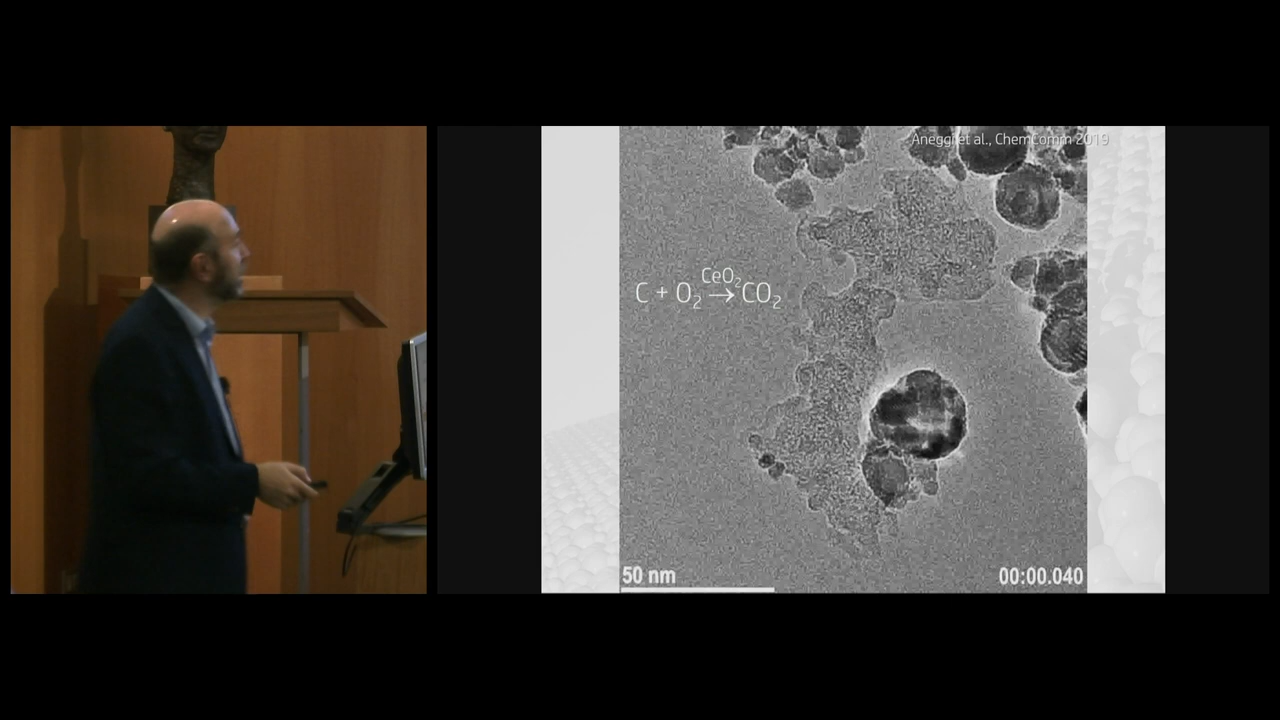 Aneggi et al., ChemComm 2019
CeO₂
C + O₂ → CO₂
50 nm
00:00.040